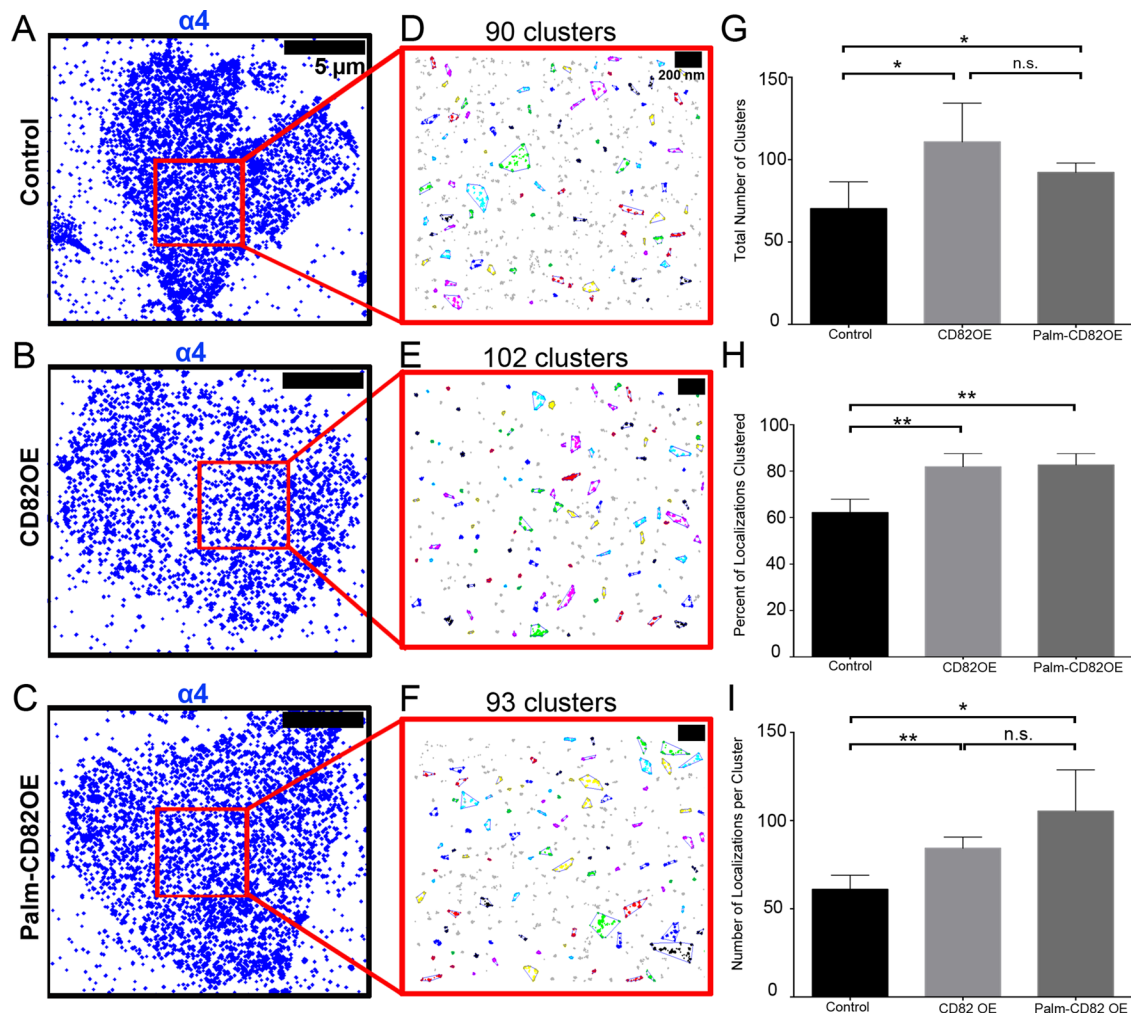 A
α4
5 μm
Control
D
90 clusters
200 nm
B
α4
CD82OE
E
102 clusters
C
α4
Palm-CD82OE
F
93 clusters
G
*
*
n.s.
150
100
50
0
Total Number of Clusters
Control
CD82OE
Palm-CD82OE
H
**
**
100
80
60
40
20
0
Percent of Localizations Clustered
Control
CD82OE
Palm-CD82OE
I
*
**
n.s.
150
100
50
0
Number of Localizations per Cluster
Control
CD82 OE
Palm-CD82 OE